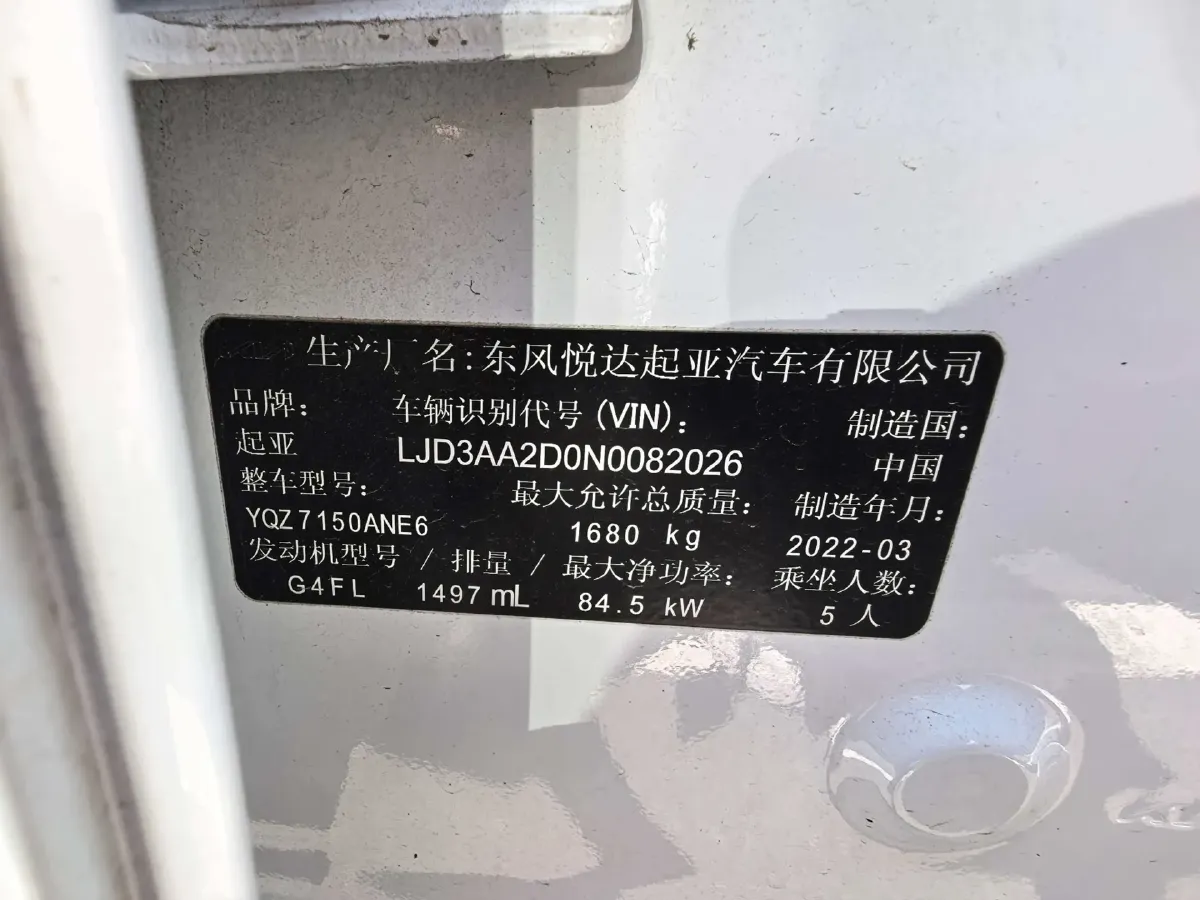 生产厂名:东风悦达起亚汽车有限公司
品牌: 车辆识别代号(VIN): 制造国:
起亚 LJD3AA2D0N0082026 中国
整车型号: 最大允许总质量: 制造年月:
YQZ7150ANE6 1680 kg 2022-03
发动机型号 / 排量 / 最大净功率: 乘坐人数:
G4FL 1497mL 84.5 kW 5人